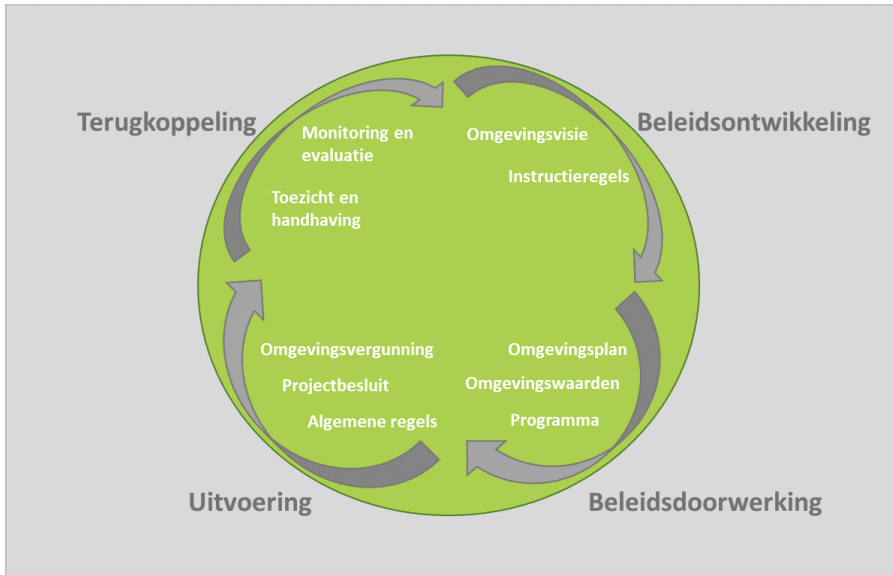 Terugkoppeling
Beleidsontwikkeling
Monitoring en
evaluatie
Omgevingsvisie
Instructieregels
Toezicht en
handhaving
Omgevingsvergunning
Omgevingsplan
Projectbesluit
Omgevingswaarden
Algemene regels
Programma
Uitvoering
Beleidsdoorwerking